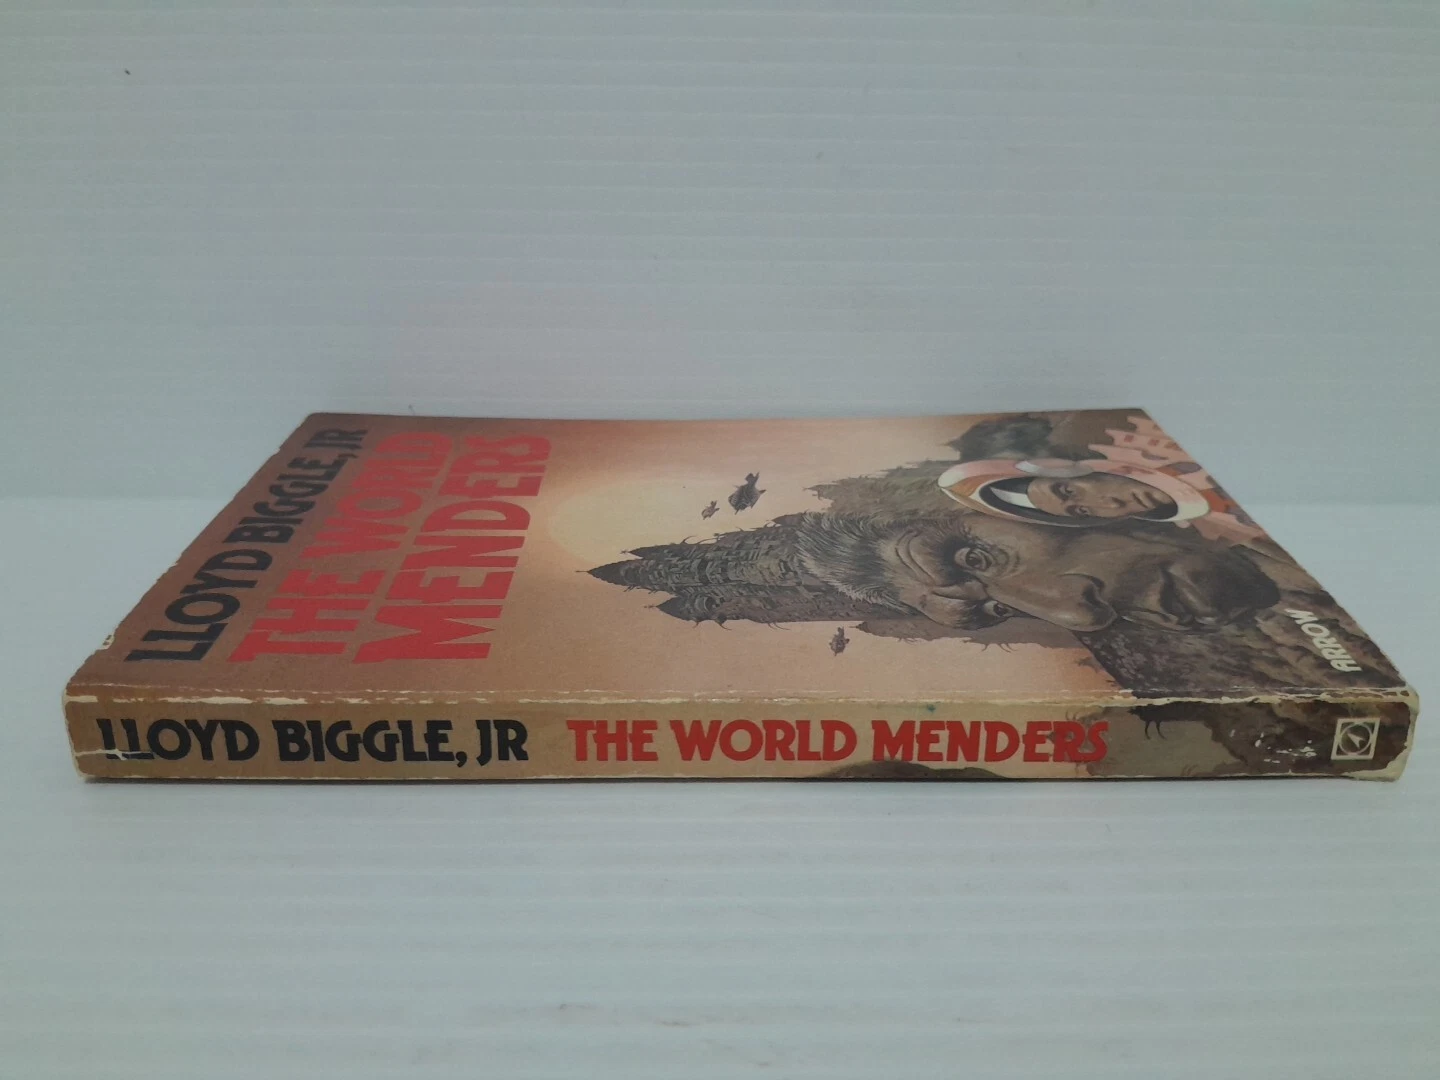 LLOYD BIGGLE, JR
THE WORLD
MENDERS
ARROW
LLOYD BIGGLE, JR THE WORLD MENDERS